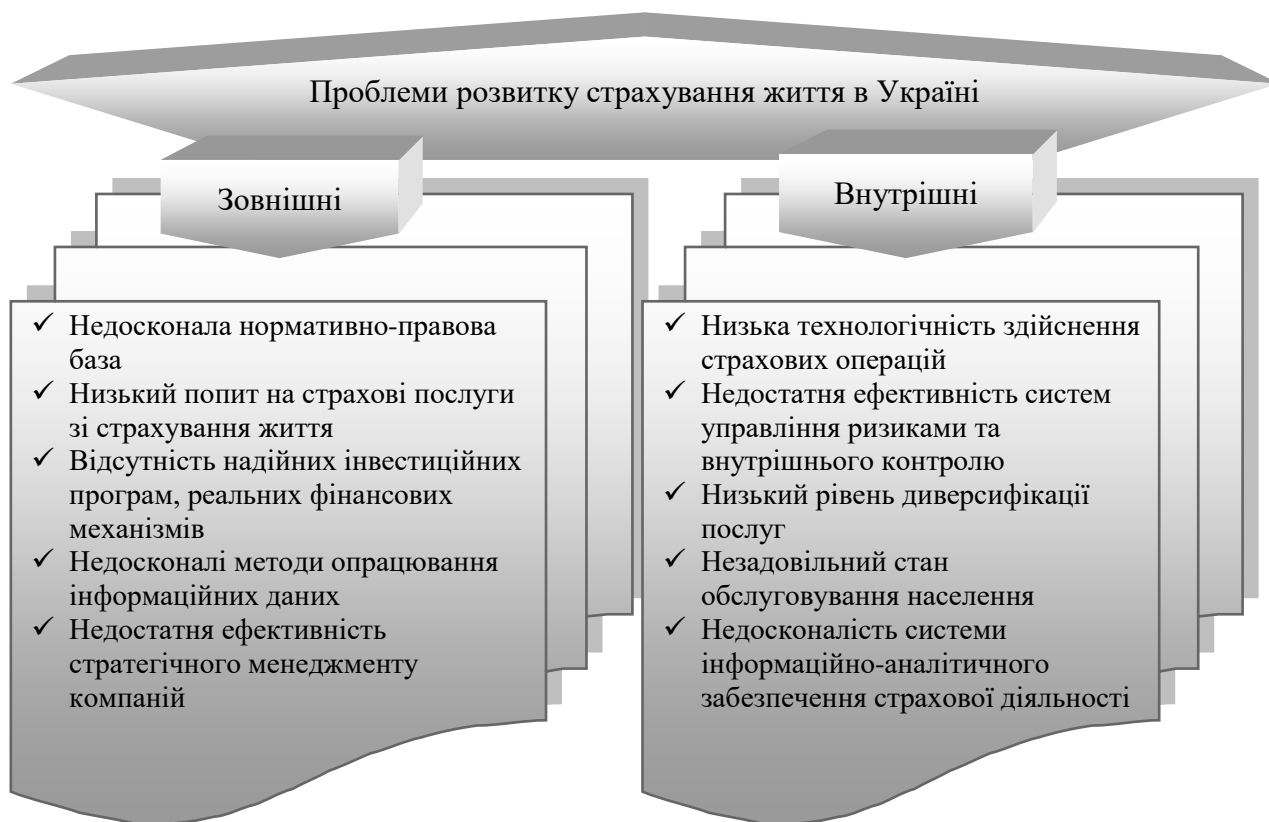 Проблеми розвитку страхування життя в Україні
Зовнішні
✓ Недосконала нормативно-правова
база
✓ Низький попит на страхові послуги
зі страхування життя
✓ Відсутність надійних інвестиційних
програм, реальних фінансових
механізмів
✓ Недосконалі методи опрацювання
інформаційних даних
✓ Недостатня ефективність
стратегічного менеджменту
компаній
Внутрішні
✓ Низька технологічність здійснення
страхових операцій
✓ Недостатня ефективність систем
управління ризиками та
внутрішнього контролю
✓ Низький рівень диверсифікації
послуг
✓ Незадовільний стан
обслуговування населення
✓ Недосконалість системи
інформаційно-аналітичного
забезпечення страхової діяльності